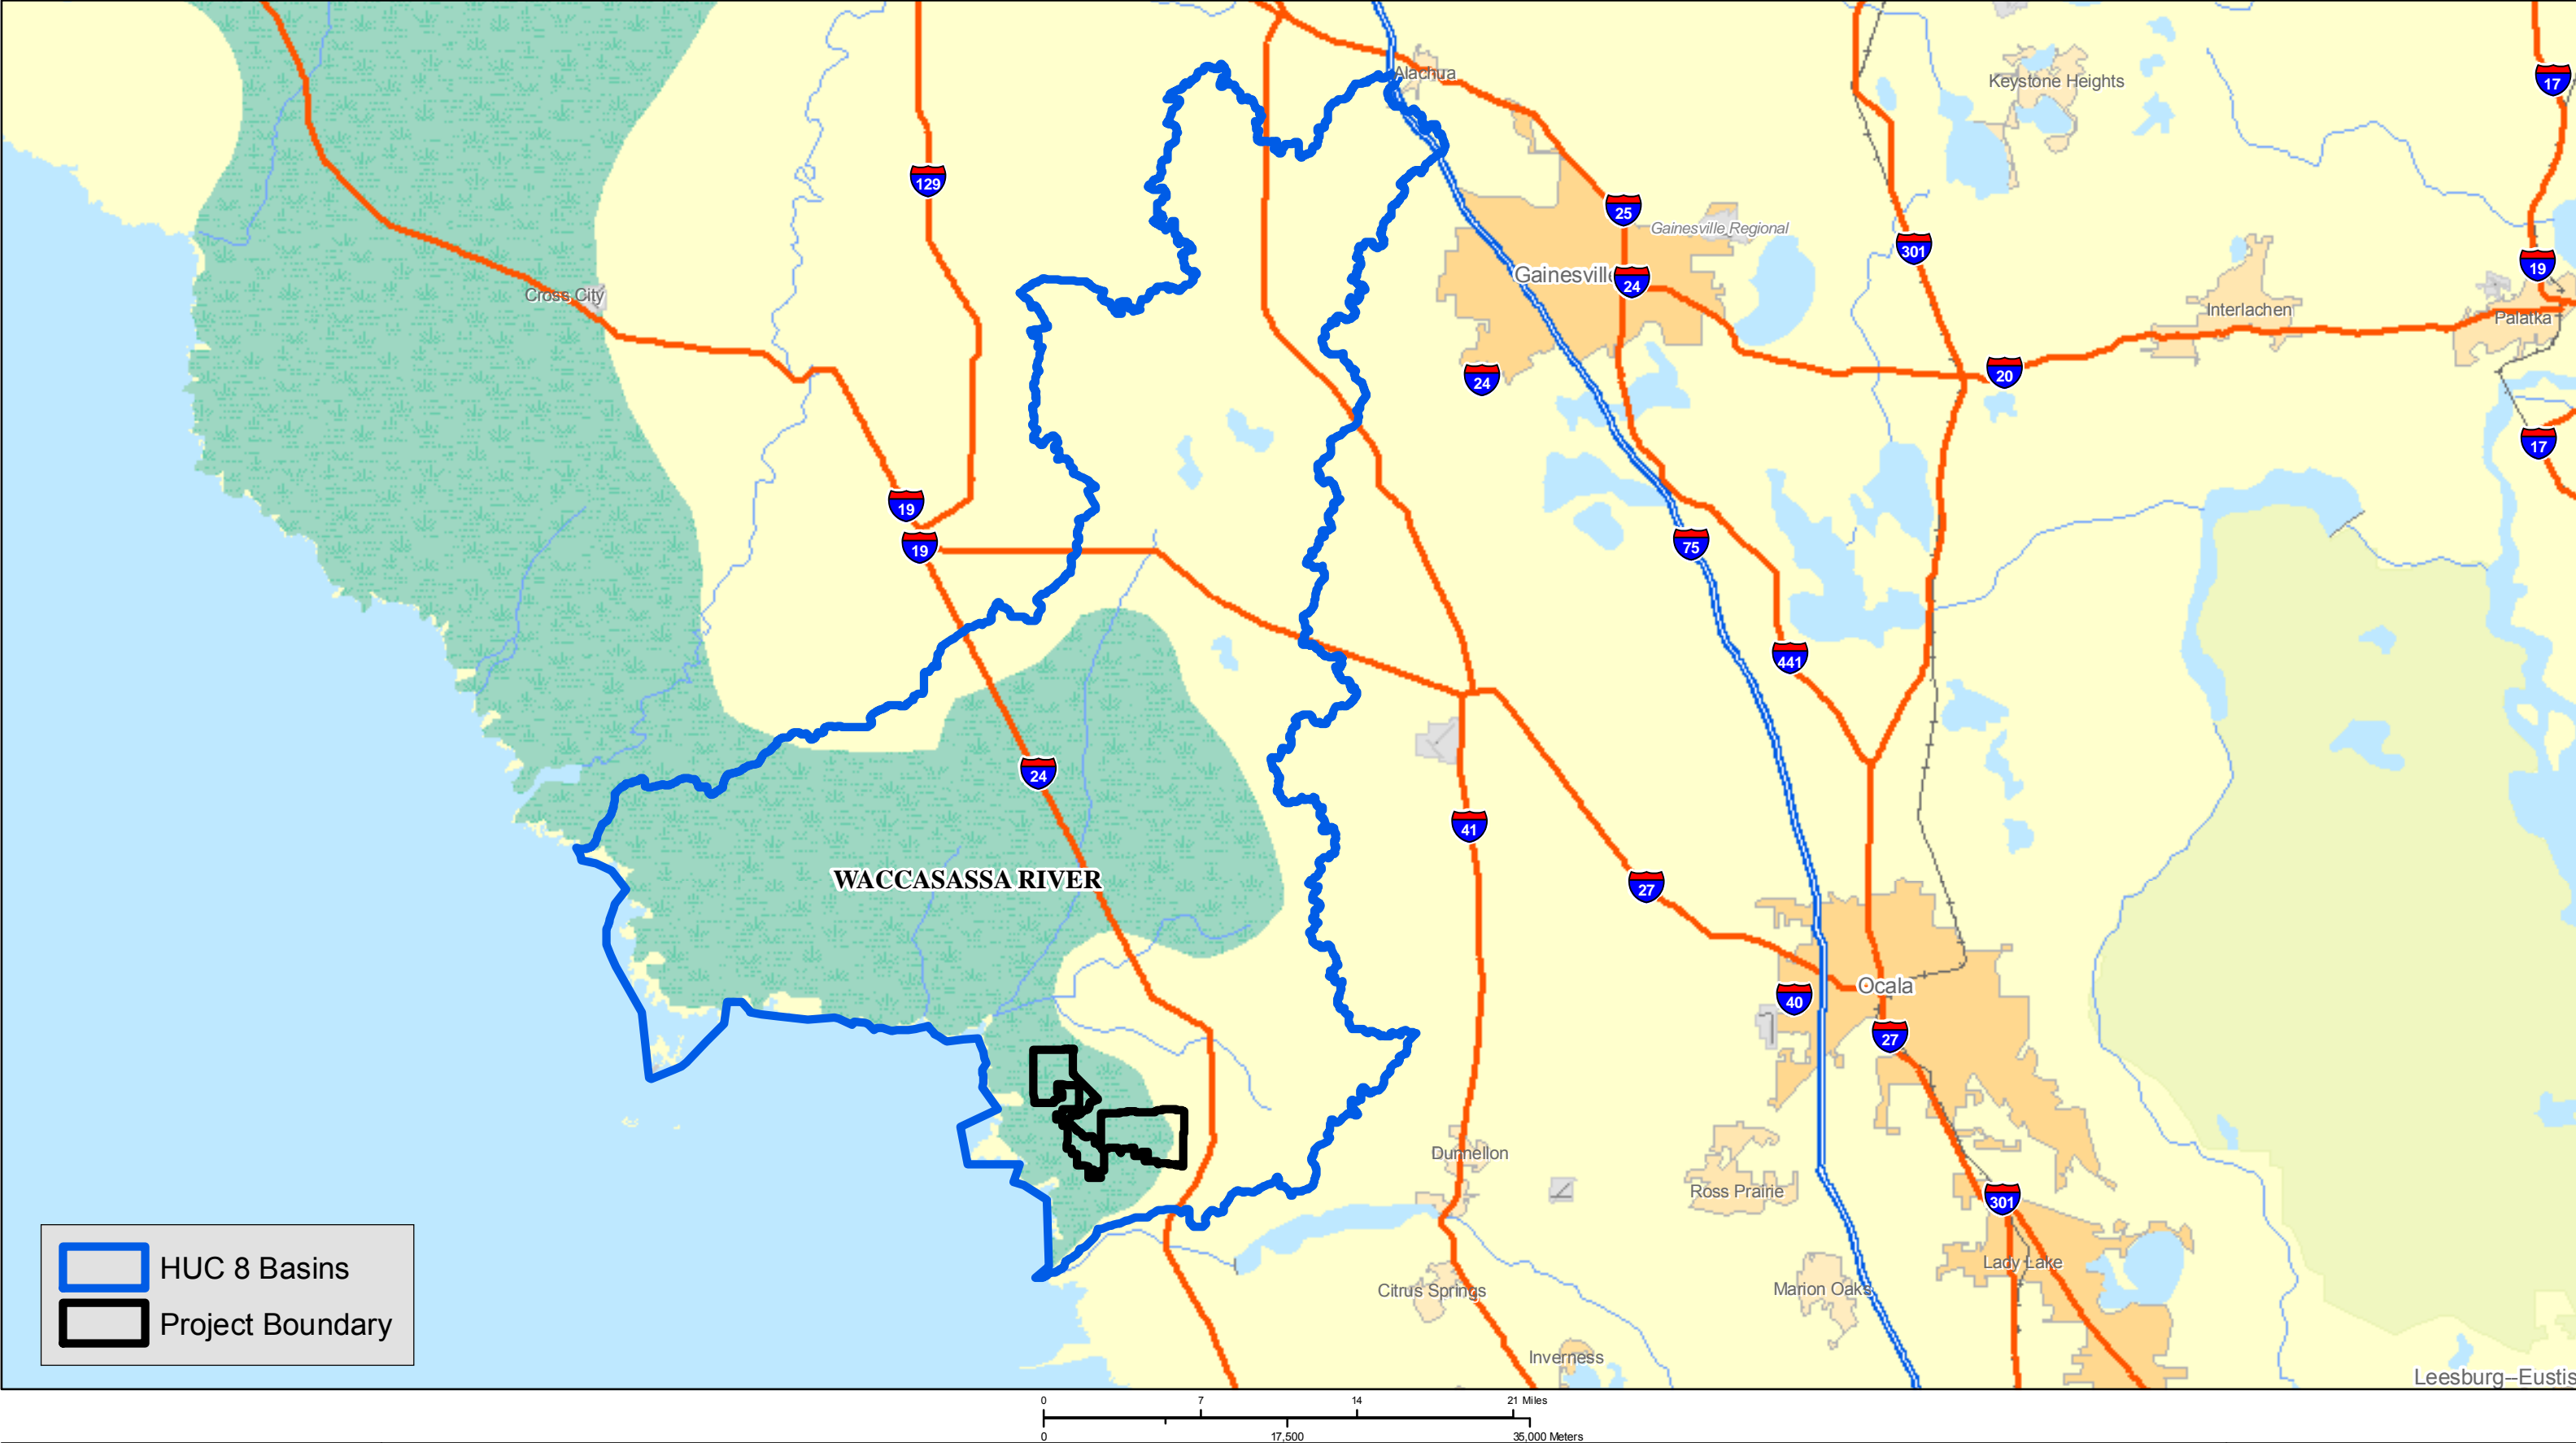 Alachua
Keystone Heights
17
129
25
Gainesville Regional
301
19
Gainesville
24
Cross City
Interlachen
Palatka
24
20
17
19
19
75
441
24
41
WACCASASSA RIVER
27
Ocala
40
27
Dunnellon
Ross Prairie
301
HUC 8 Basins
Lady Lake
Citrus Springs
Marion Oaks
Project Boundary
Inverness
Leesburg--Eustis
0 7 14 21 Miles
0 17,500 35,000 Meters